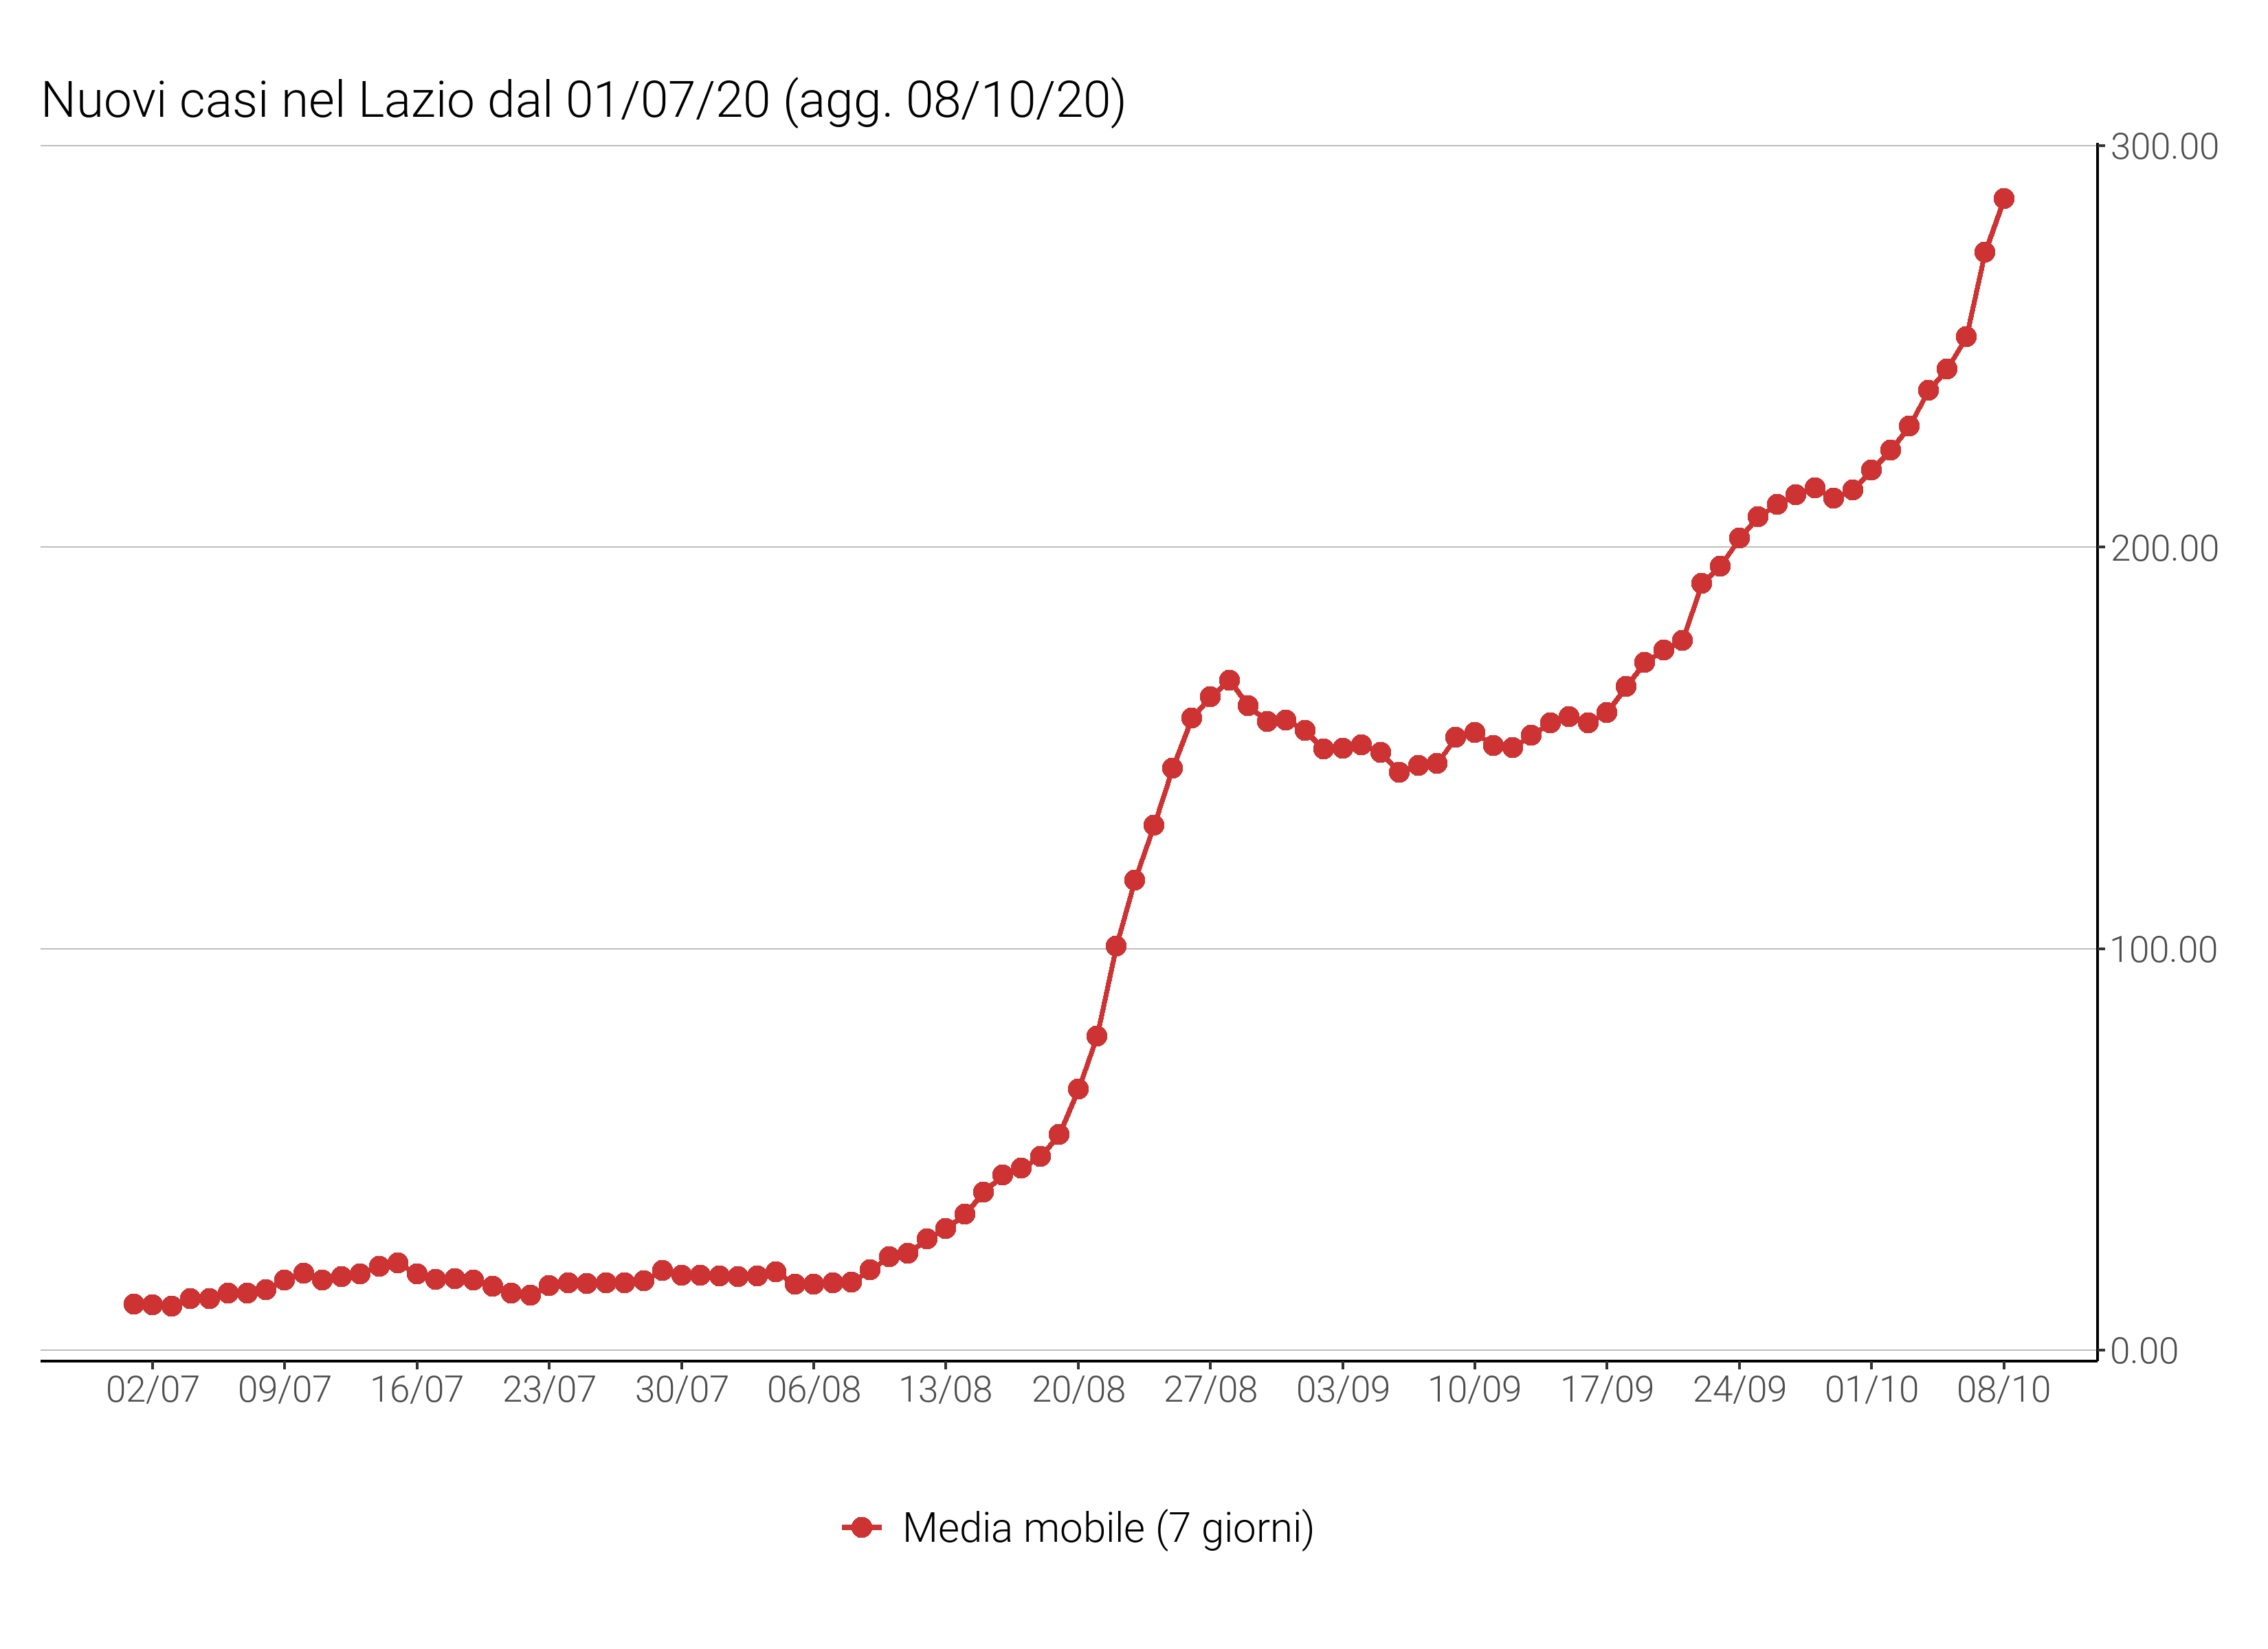 Nuovi casi nel Lazio dal 01/07/20 (agg. 08/10/20)
300.00
200.00
100.00
0.00
02/07 09/07 16/07 23/07 30/07 06/08 13/08 20/08 27/08 03/09 10/09 17/09 24/09 01/10 08/10
Media mobile (7 giorni)